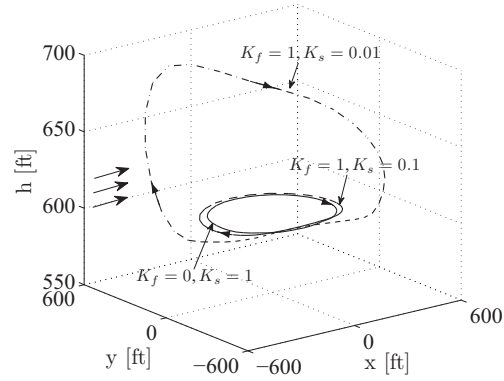 700
650
600
550
h [ft]
K_f = 1, K_s = 0.01
K_f = 1, K_s = 0.1
K_f = 0, K_s = 1
600
0
−600
y [ft]
−600
0
600
x [ft]